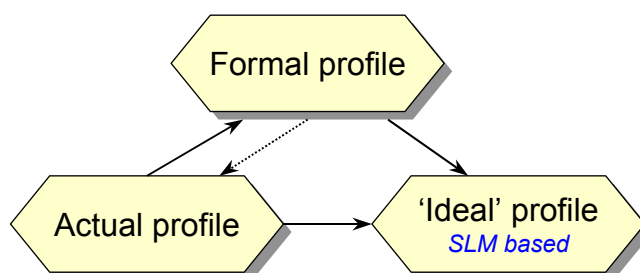 Formal profile
Actual profile
‘Ideal’ profile
SLM based